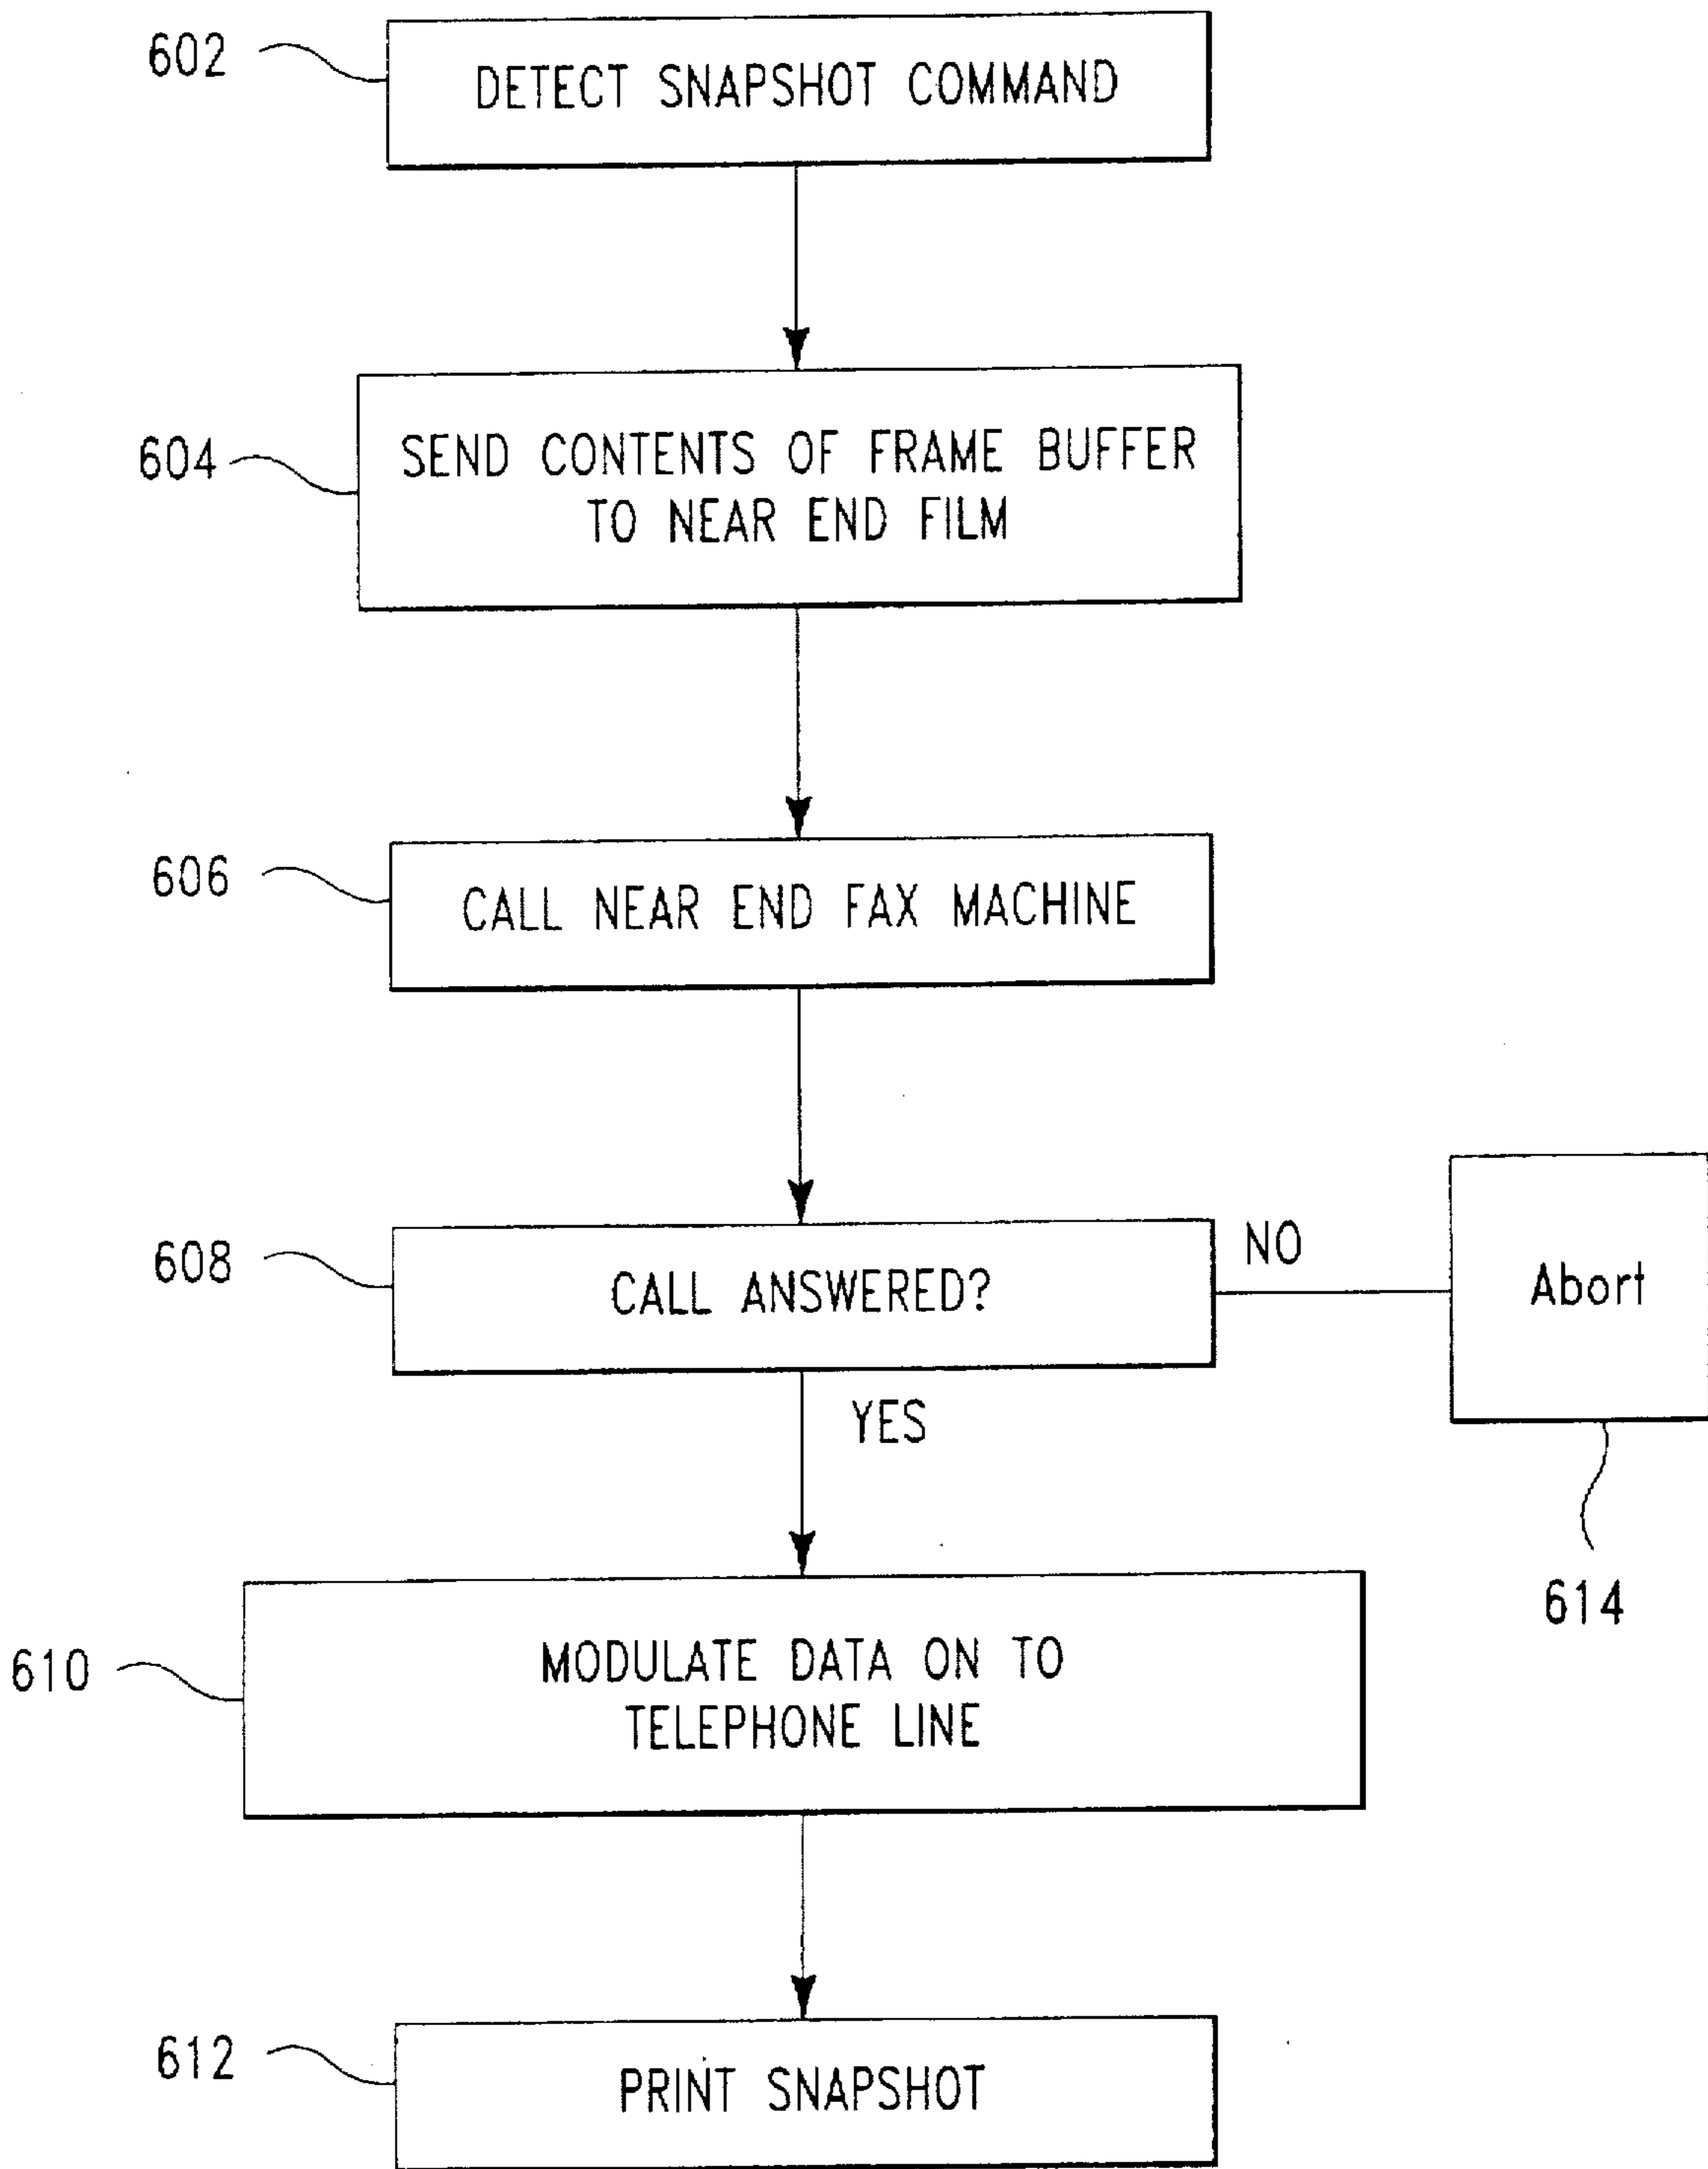 602
DETECT SNAPSHOT COMMAND
604
SEND CONTENTS OF FRAME BUFFER
TO NEAR END FILM
606
CALL NEAR END FAX MACHINE
608
CALL ANSWERED?
NO
Abort
YES
614
610
MODULATE DATA ON TO
TELEPHONE LINE
612
PRINT SNAPSHOT